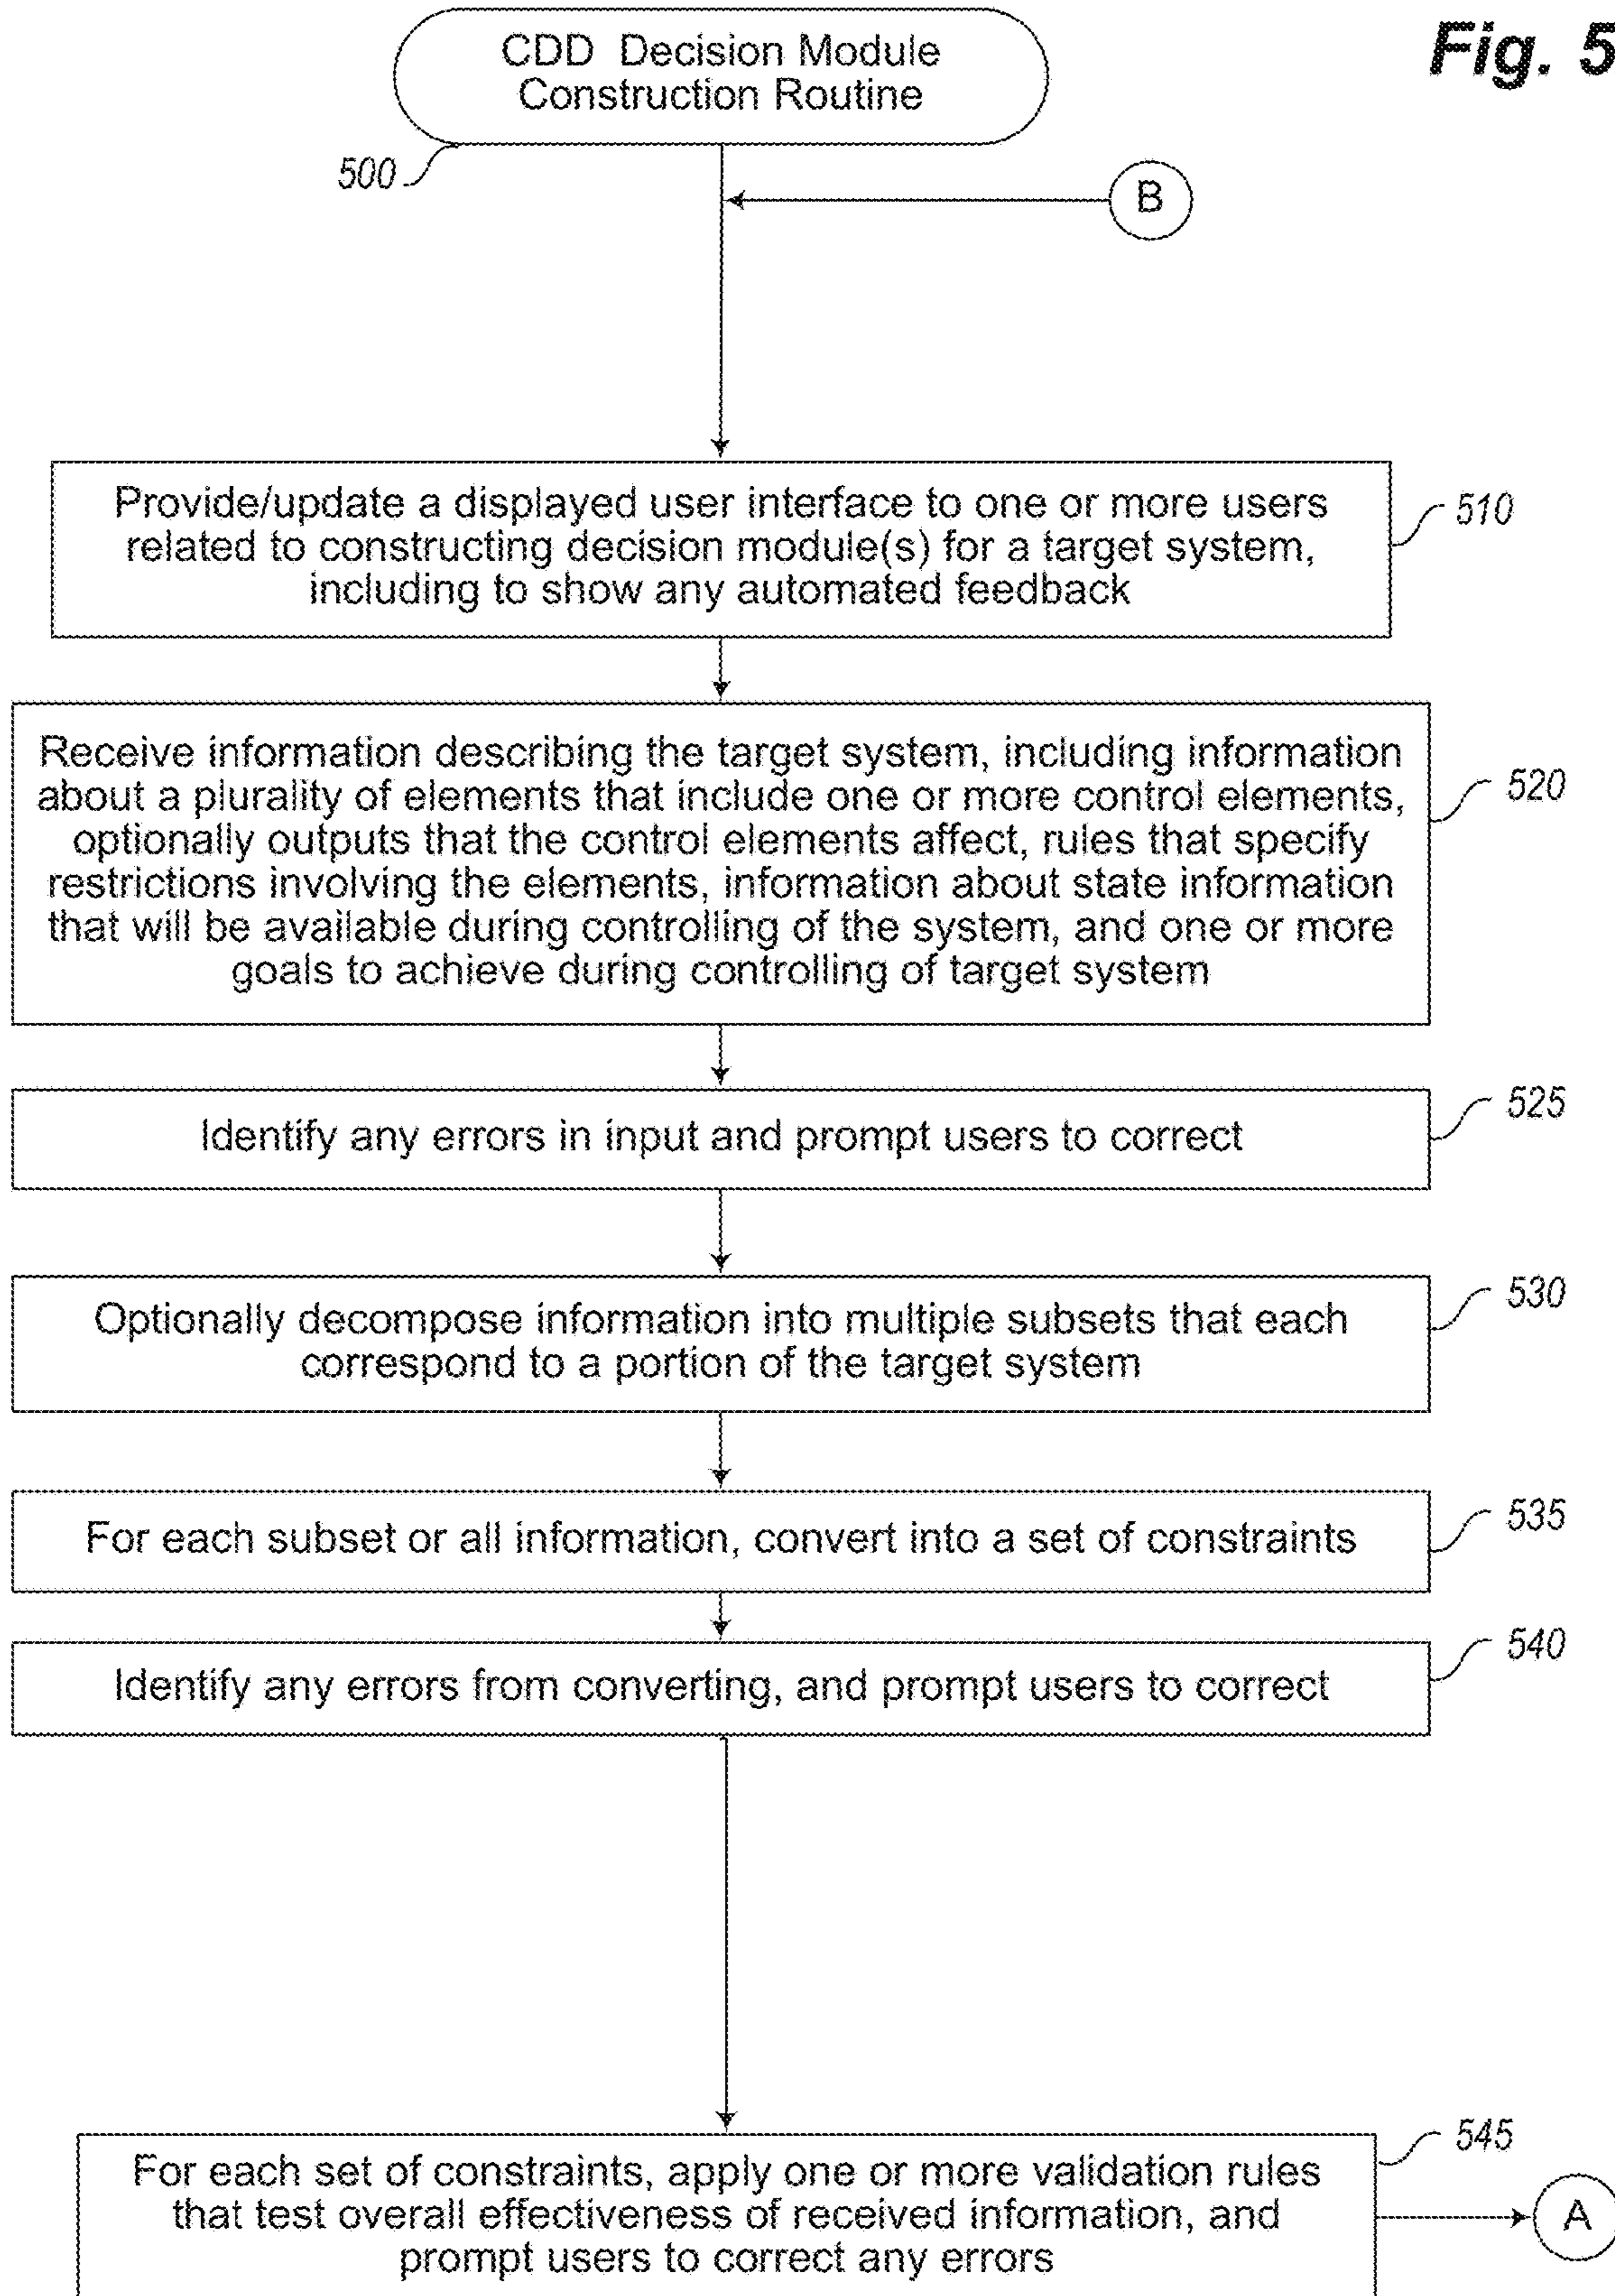 Fig. 5
CDD Decision Module
Construction Routine
500
B
Provide/update a displayed user interface to one or more users
related to constructing decision module(s) for a target system,
including to show any automated feedback
510
Receive information describing the target system, including information
about a plurality of elements that include one or more control elements,
optionally outputs that the control elements affect, rules that specify
restrictions involving the elements, information about state information
that will be available during controlling of the system, and one or more
goals to achieve during controlling of target system
520
Identify any errors in input and prompt users to correct
525
Optionally decompose information into multiple subsets that each
correspond to a portion of the target system
530
For each subset or all information, convert into a set of constraints
535
Identify any errors from converting, and prompt users to correct
540
For each set of constraints, apply one or more validation rules
that test overall effectiveness of received information, and
prompt users to correct any errors
545
A